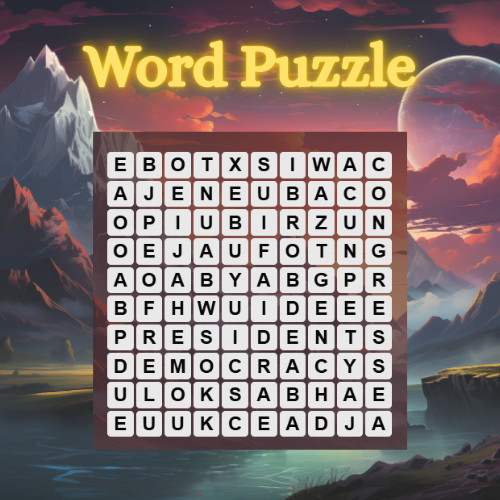 Word Puzzle
E B O T X S I W A C
A J E N E U B A C O
O P I U B I R Z U N
O E J A U F O T N G
A O A B Y A B G P R
B F H W U I D E E E
P R E S I D E N T S
D E M O C R A C Y S
U L O K S A B H A E
E U U K C E A D J A